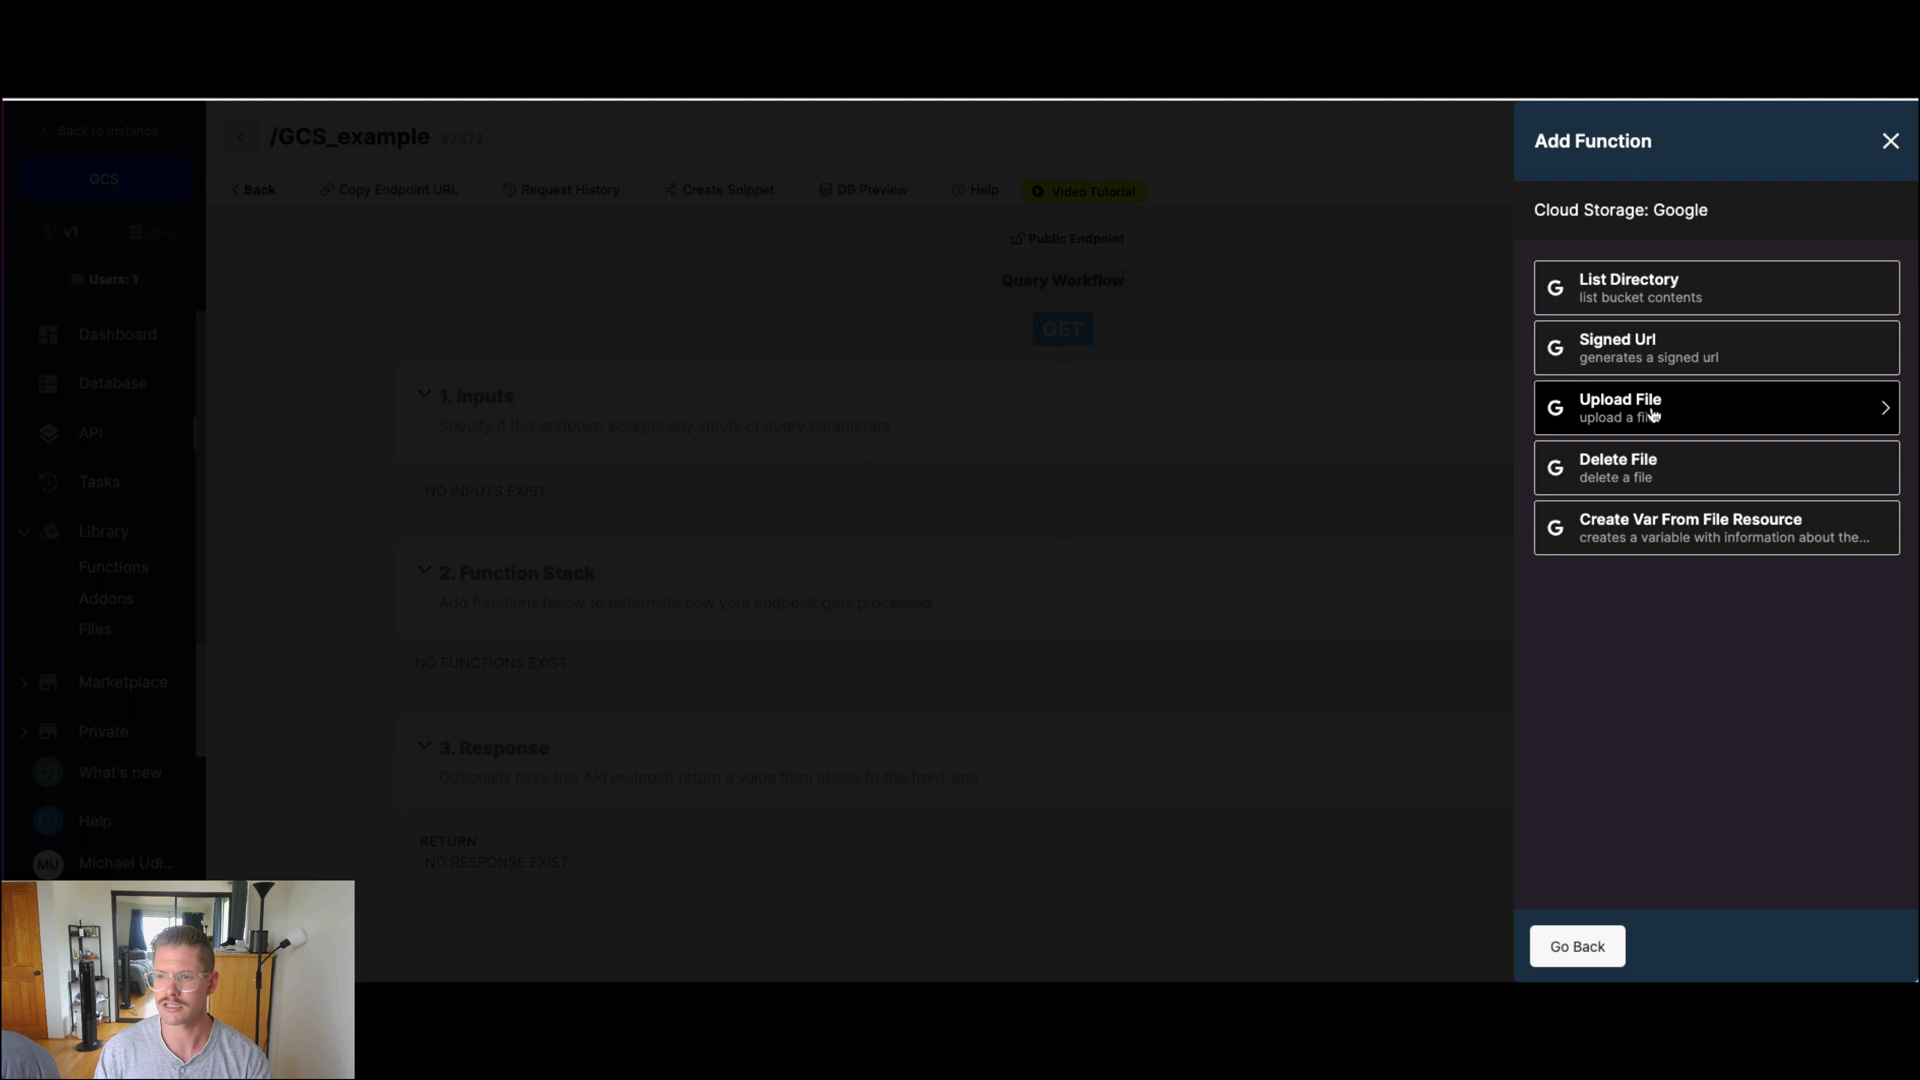 Back to Instance
GCS
v1
Users: 1
Dashboard
Database
API
Tasks
Library
Functions
Addons
Files
Marketplace
Private
What's new
Help
MU
Michael Udi...
/GCS_example #2472
Back
Copy Endpoint URL
Request History
Create Snippet
DB Preview
Help
Video Tutorial
Public Endpoint
Query Workflow
GET
1. Inputs
Specify if this endpoint accepts any inputs or query parameters
NO INPUTS EXIST
2. Function Stack
Add functions below to determine how your endpoint gets processed
NO FUNCTIONS EXIST
3. Response
Optionally have this API endpoint return a value from above to the front-end
RETURN
NO RESPONSE EXIST
Add Function
Cloud Storage: Google
List Directory
list bucket contents
Signed Url
generates a signed url
Upload File
upload a file
Delete File
delete a file
Create Var From File Resource
creates a variable with information about the...
Go Back